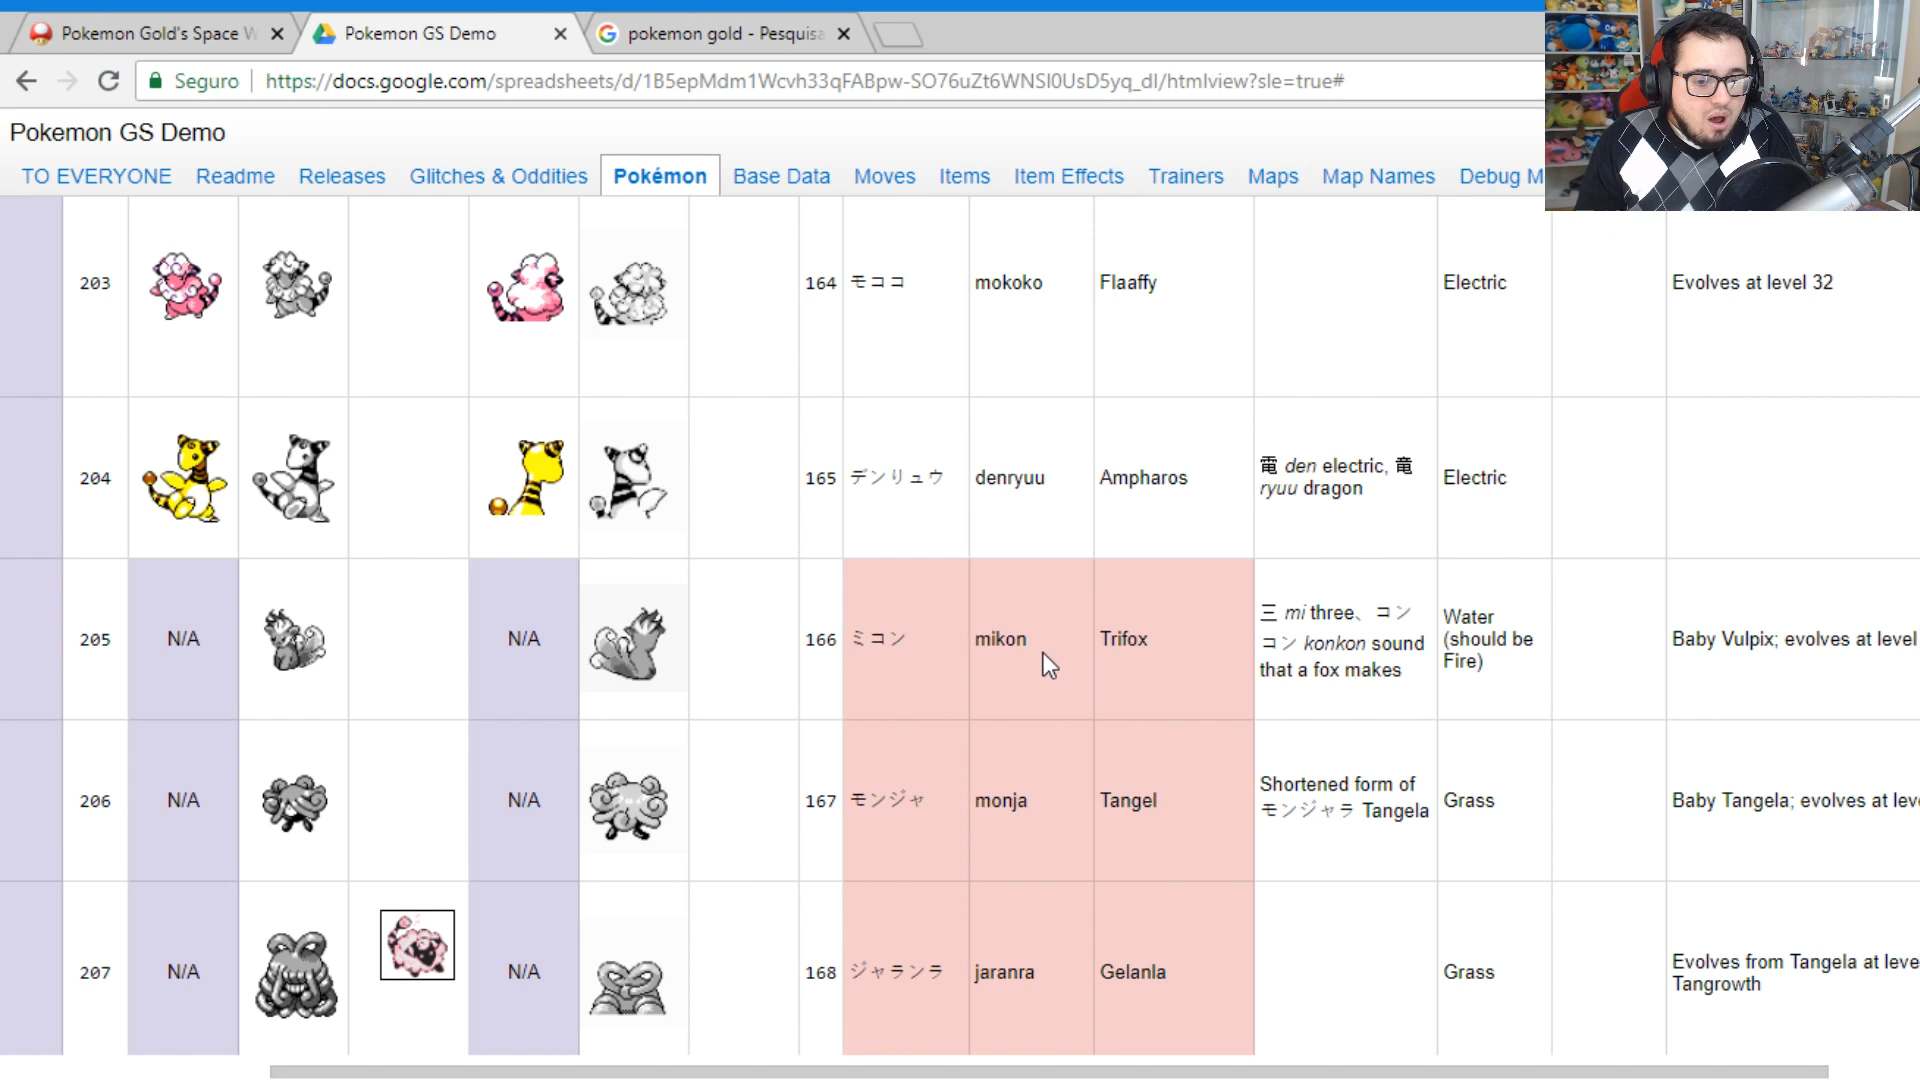 Pokemon Gold's Space W
Pokemon GS Demo
pokemon gold - Pesquisa
Seguro
https://docs.google.com/spreadsheets/d/1B5epMdm1Wcvh33qFABpw-SO76uZt6WNSl0UsD5yq_dl/htmlview?sle=true#
Pokemon GS Demo
TO EVERYONE Readme Releases Glitches & Oddities Pokémon Base Data Moves Items Item Effects Trainers Maps Map Names Debug M
203 164 モココ mokoko Flaaffy Electric Evolves at level 32
204 165 デンリュウ denryuu Ampharos 電 den electric, 竜
ryuu dragon Electric
205 N/A N/A 166 ミコン mikon Trifox 三 mi three、コン
コン konkon sound
that a fox makes
Water
(should be
Fire)
Baby Vulpix; evolves at level
206 N/A N/A 167 モンジャ monja Tangel Shortened form of
モンジャラ Tangela Grass Baby Tangela; evolves at leve
207 N/A N/A 168 ジャランラ jaranra Gelanla Grass Evolves from Tangela at leve
Tangrowth